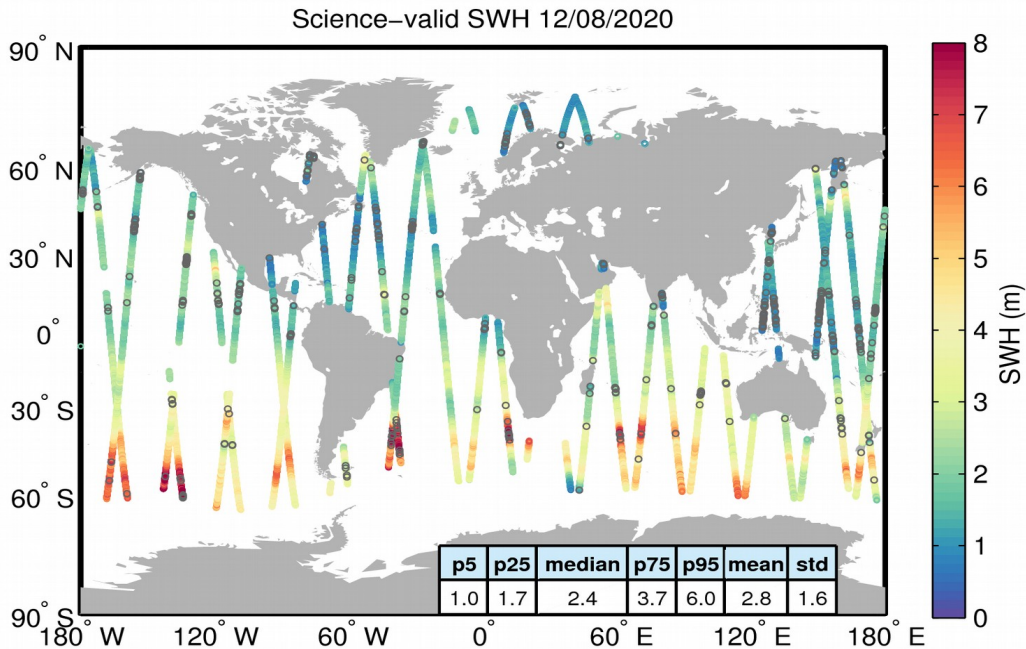 Science−valid SWH 12/08/2020
90° N
60° N
30° N
0°
30° S
60° S
90° S
180° W
120° W
60° W
0°
60° E
120° E
180° E
p5 p25 median p75 p95 mean std
1.0 1.7 2.4 3.7 6.0 2.8 1.6
8
7
6
5
4
3
2
1
0
SWH (m)